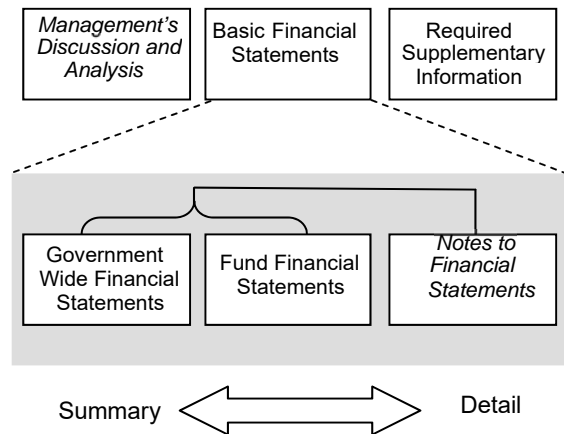 Management's
Discussion and
Analysis
Basic Financial
Statements
Required
Supplementary
Information
Government
Wide Financial
Statements
Fund Financial
Statements
Notes to
Financial
Statements
Summary
Detail